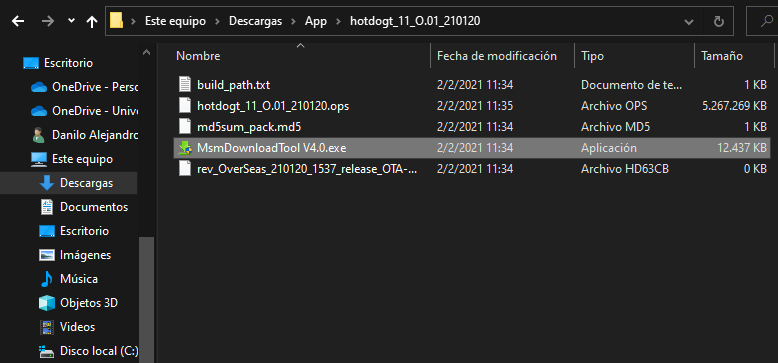 Este equipo > Descargas > App > hotdogt_11_O.01_210120
Nombre Fecha de modificación Tipo Tamaño
build_path.txt 2/2/2021 11:34 Documento de te... 1 KB
hotdogt_11_O.01_210120.ops 2/2/2021 11:35 Archivo OPS 5.267.269 KB
md5sum_pack.md5 2/2/2021 11:34 Archivo MD5 1 KB
MsmDownloadTool V4.0.exe 2/2/2021 11:34 Aplicación 12.437 KB
rev_OverSeas_210120_1537_release_OTA-... 2/2/2021 11:34 Archivo HD63CB 0 KB
Escritorio
OneDrive - Perso
OneDrive - Unive
Danilo Alejandro
Este equipo
Descargas
Documentos
Escritorio
Imágenes
Música
Objetos 3D
Videos
Disco local (C:)